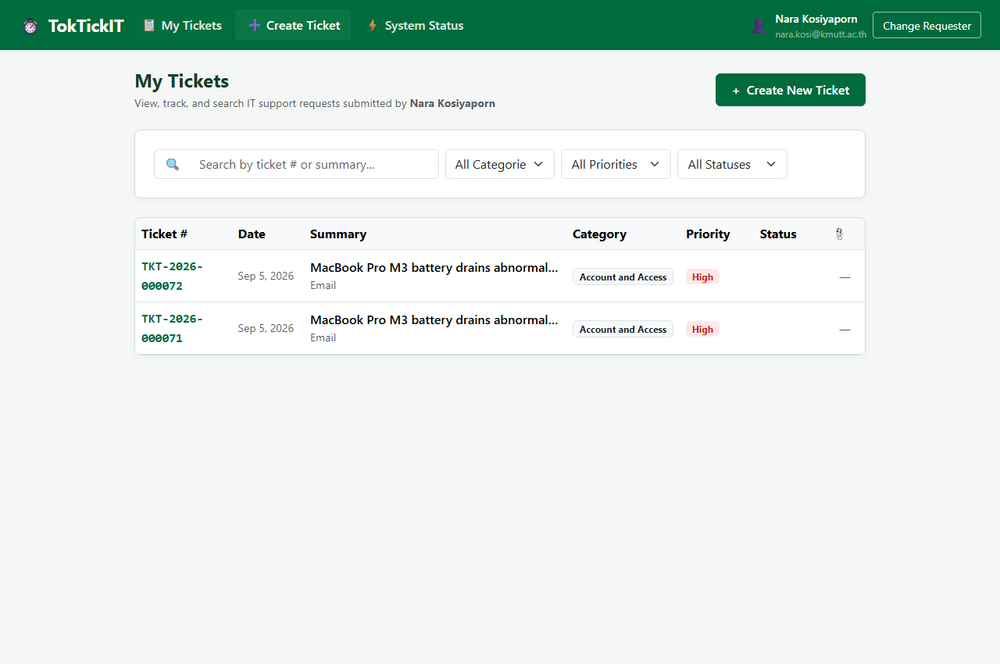 TokTickIT
My Tickets
Create Ticket
System Status
Nara Kosiyaporn
nara.kosi@kmutt.ac.th
Change Requester
My Tickets
View, track, and search IT support requests submitted by Nara Kosiyaporn
+ Create New Ticket
Search by ticket # or summary...
All Categorie
All Priorities
All Statuses
Ticket # Date Summary Category Priority Status
TKT-2026-000072 Sep 5, 2026 MacBook Pro M3 battery drains abnormal... Account and Access High —
Email
TKT-2026-000071 Sep 5, 2026 MacBook Pro M3 battery drains abnormal... Account and Access High —
Email